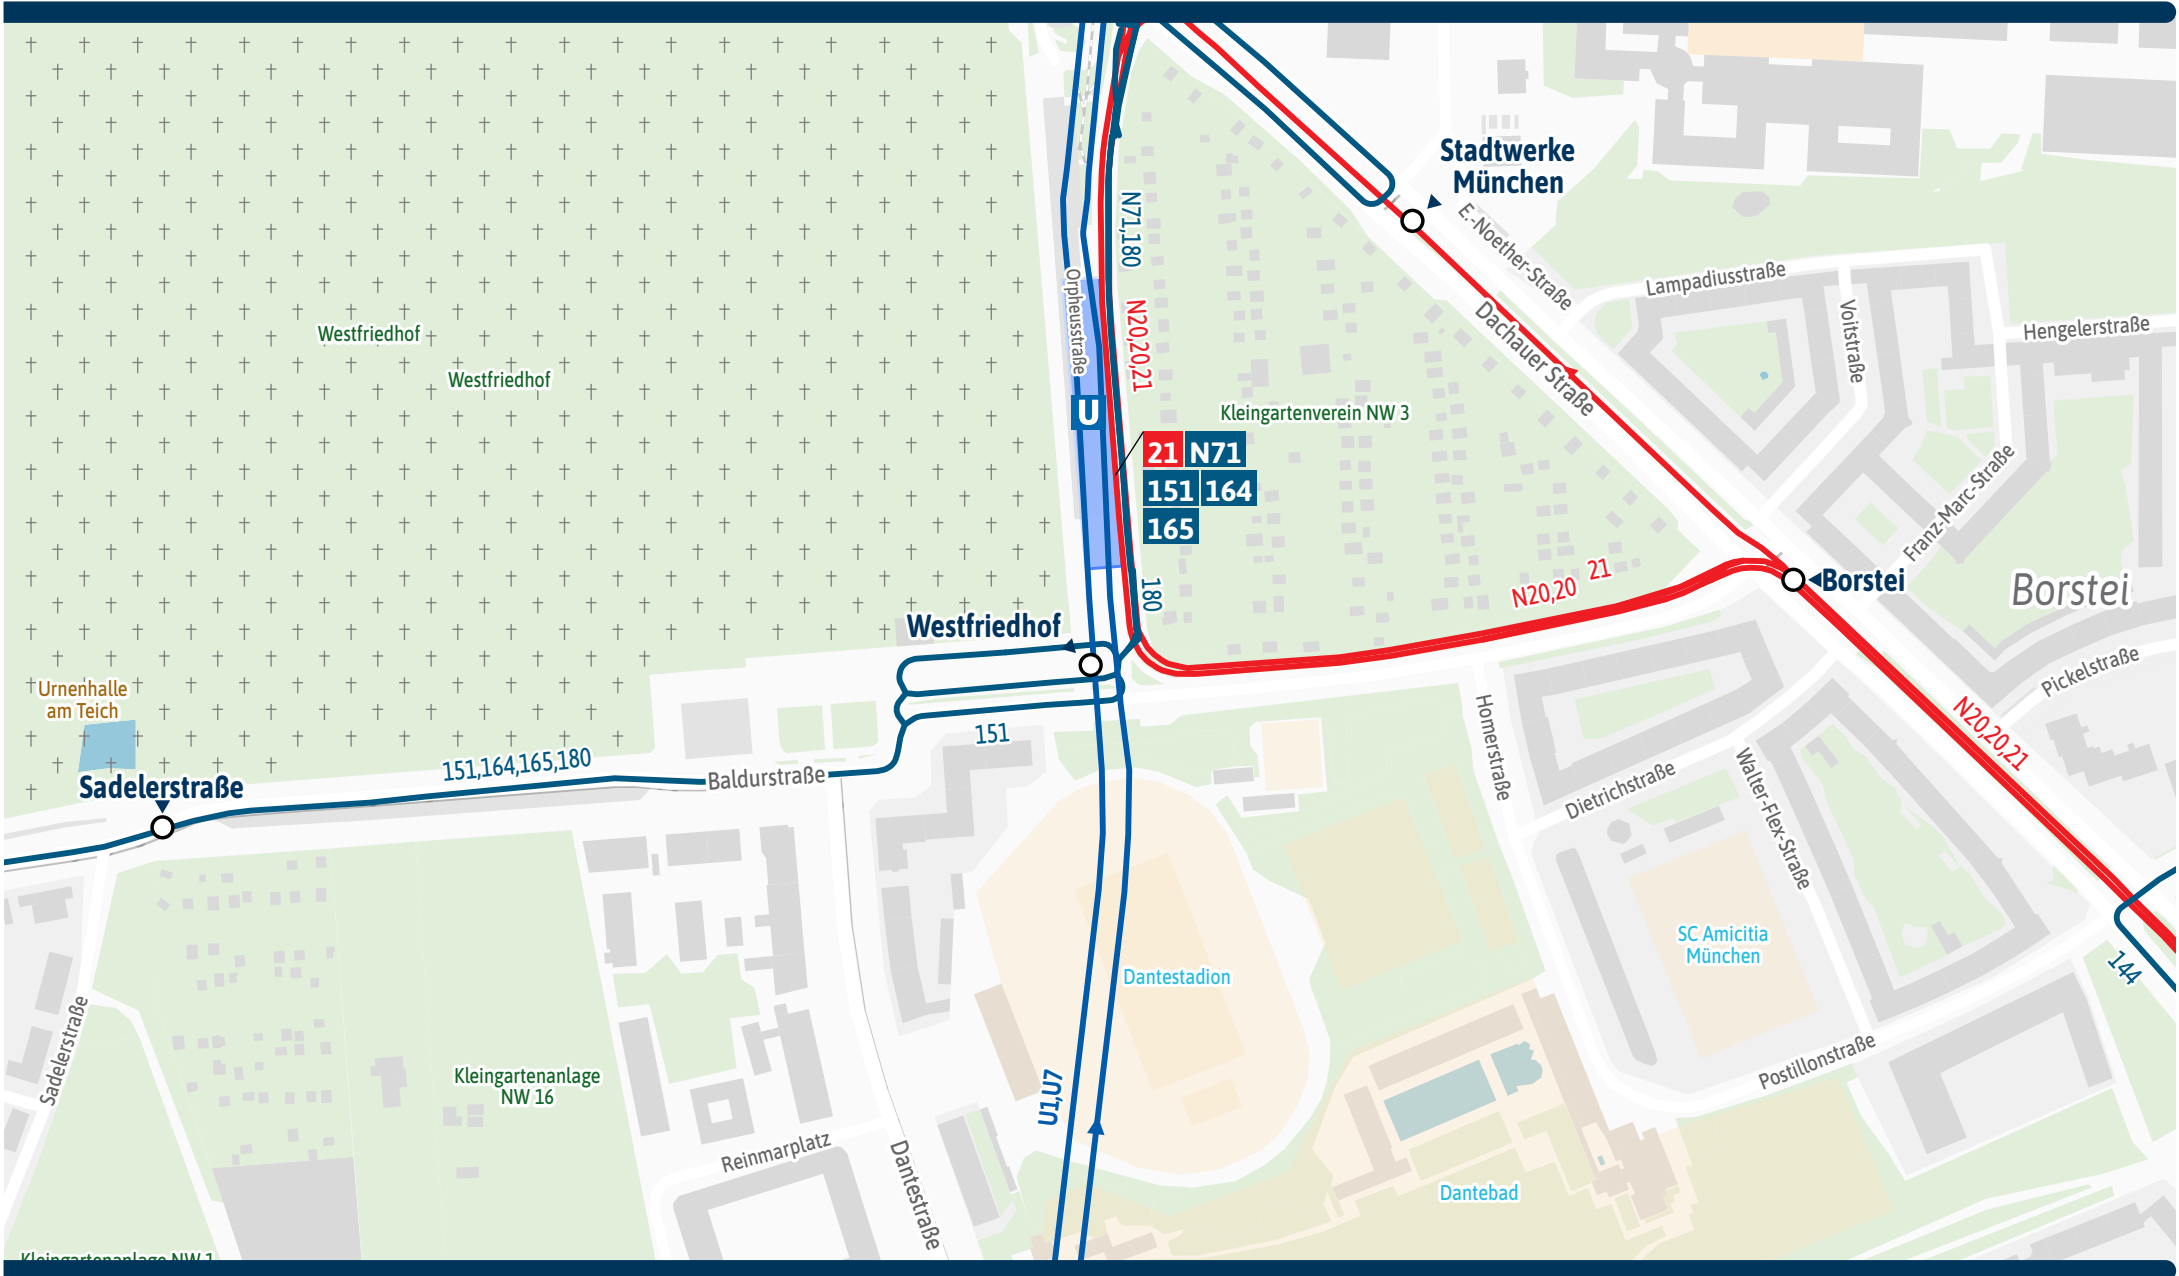 Stadtwerke
München
E.-Noether-Straße
Lampadiusstraße
Voitstraße
Hengelerstraße
N71,180
Orpheusstraße
N20,20,21
Dachauer Straße
Westfriedhof
Westfriedhof
Kleingartenverein NW 3
U
21 N71
151 164
165
Franz-Marc-Straße
N20,20
21
Borstei
Borstei
180
Westfriedhof
Pickelstraße
Urnenhalle
am Teich
151
151,164,165,180
Baldurstraße
Sadelerstraße
Homerstraße
Dietrichstraße
Walter-Flex-Straße
N20,20,21
SC Amicitia
München
144
Dantestadion
Sadelerstraße
Kleingartenanlage
NW 16
U1,U7
Postillonstraße
Reinmarplatz
Dantestraße
Dantebad
Kleingartenanlage NW 1